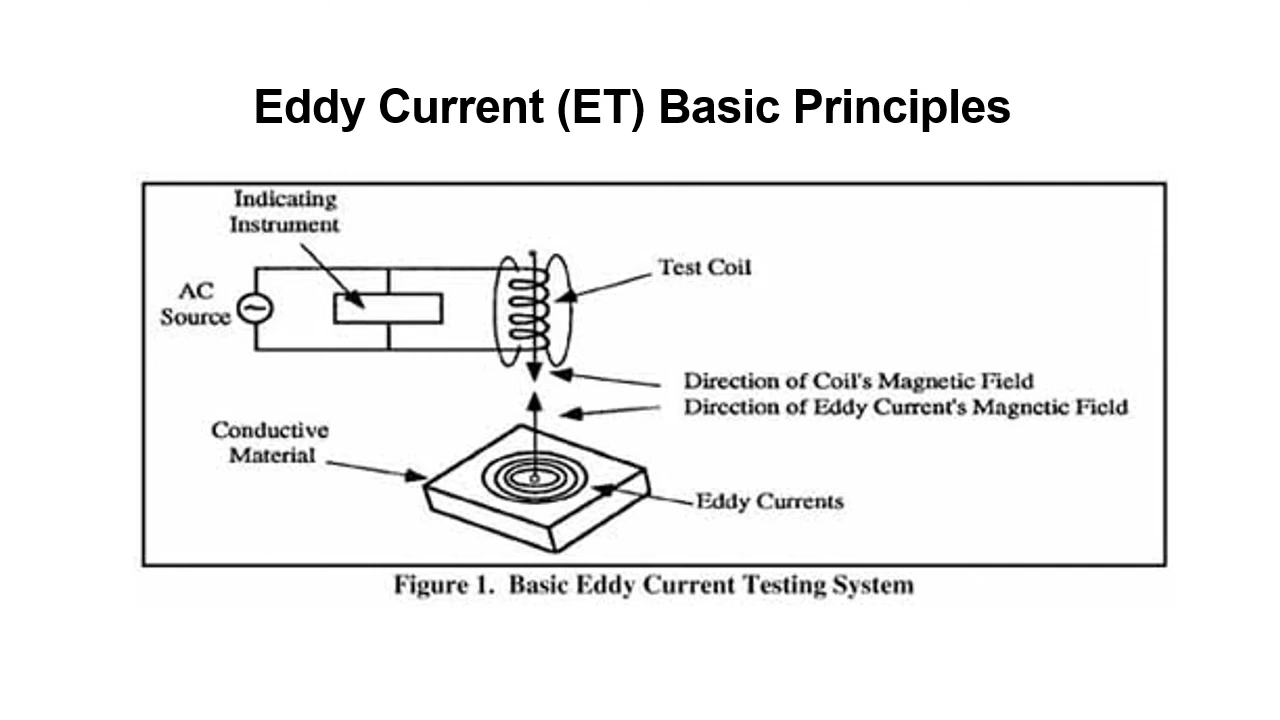 Eddy Current (ET) Basic Principles
Indicating
Instrument
AC
Source
Test Coil
Direction of Coil's Magnetic Field
Direction of Eddy Current's Magnetic Field
Conductive
Material
Eddy Currents
Figure 1. Basic Eddy Current Testing System